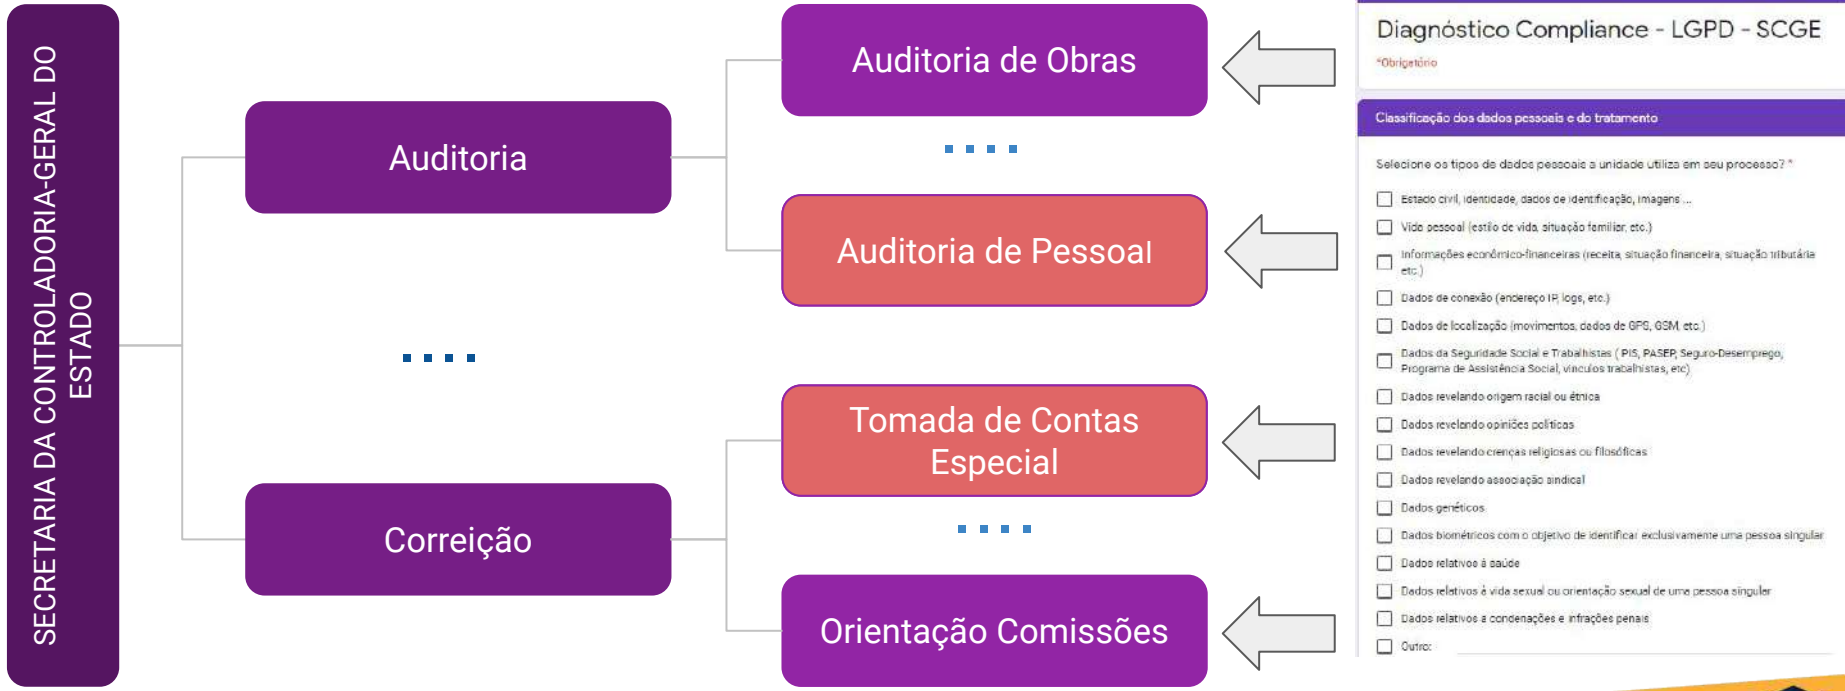 SECRETARIA DA CONTROLADORIA-GERAL DO
ESTADO
Auditoria
Correição
Auditoria de Obras
Auditoria de Pessoal
Tomada de Contas
Especial
Orientação Comissões
Diagnóstico Compliance - LGPD - SCGE
*Obrigatório
Classificação dos dados pessoais e do tratamento
Selecione os tipos de dados pessoais a unidade utiliza em seu processo? *
Estado civil, identidade, dados de identificação, imagens ...
Vida pessoal (estilo de vida, situação familiar, etc.)
Informações econômico-financeiras (receita, situação financeira, situação tributária
etc.)
Dados de conexão (endereço IP, logs, etc.)
Dados de localização (movimentos, dados de GPS, GSM, etc.)
Dados da Seguridade Social e Trabalhistas ( PIS, PASEP, Seguro-Desemprego,
Programa de Assistência Social, vínculos trabalhistas, etc)
Dados revelando origem racial ou étnica
Dados revelando opiniões políticas
Dados revelando crenças religiosas ou filosóficas
Dados revelando associação sindical
Dados genéticos.
Dados biométricos com o objetivo de identificar exclusivamente uma pessoa singular
Dados relativos à saúde
Dados relativos à vida sexual ou orientação sexual de uma pessoa singular
Dados relativos a condenações e infrações penais
Outro: